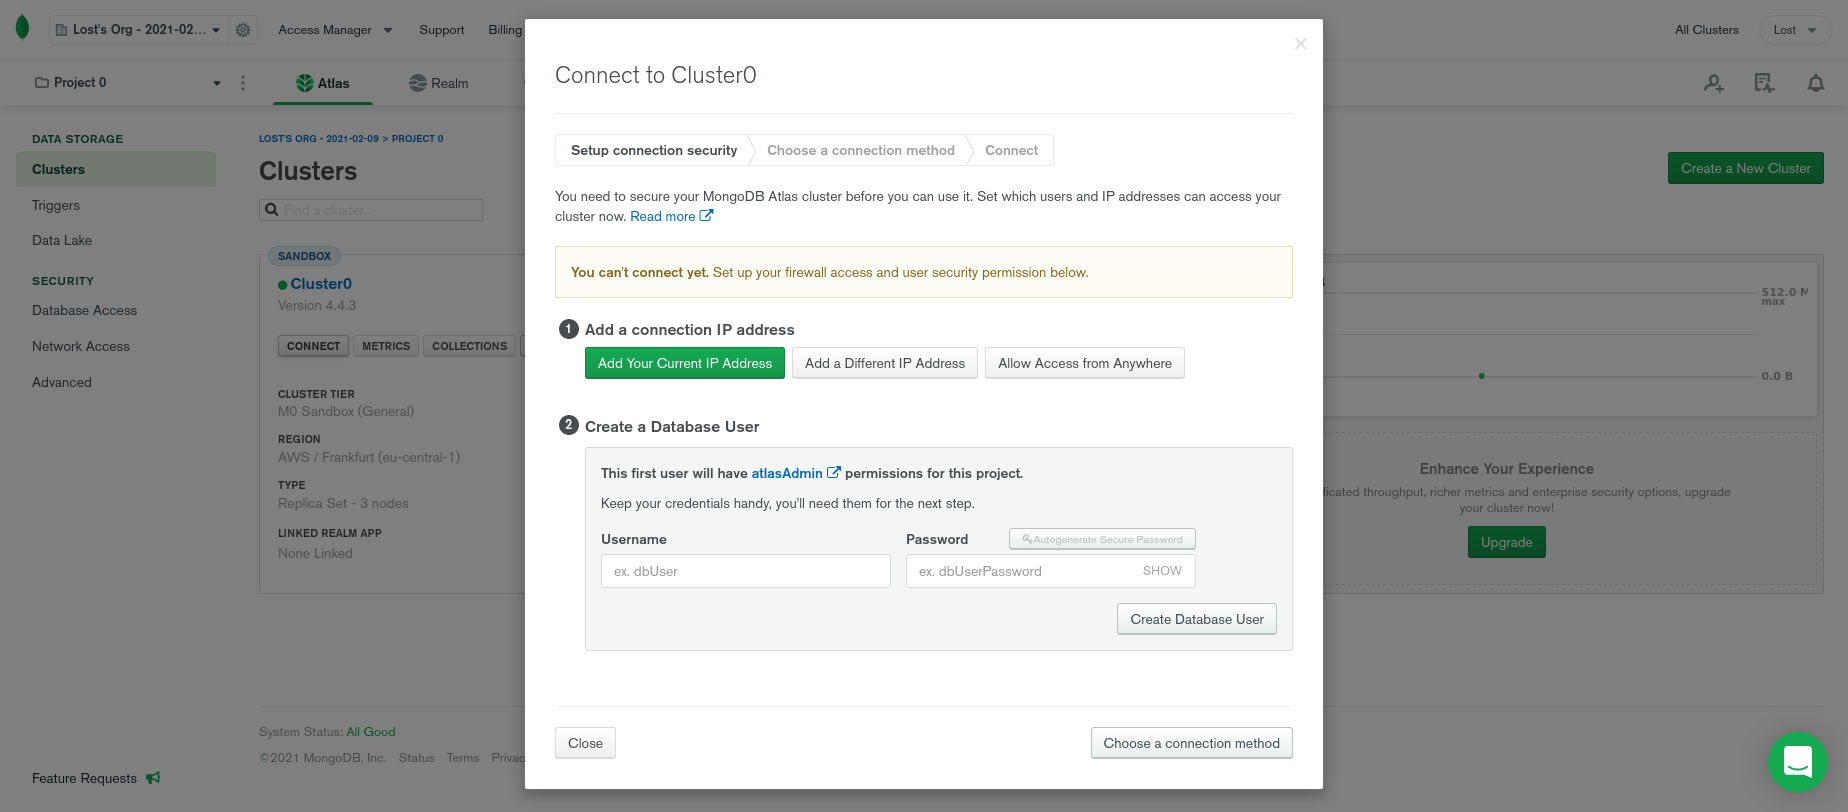 Lost's Org - 2021-02...
Access Manager
Support
Billing
All Clusters
Lost
Project 0
Atlas
Realm
DATA STORAGE
Clusters
Triggers
Data Lake
SECURITY
Database Access
Network Access
Advanced
Feature Requests
LOST'S ORG - 2021-02-09 > PROJECT 0
Clusters
Find a cluster...
Create a New Cluster
SANDBOX
Cluster0
Version 4.4.3
CONNECT
METRICS
COLLECTIONS
CLUSTER TIER
M0 Sandbox (General)
REGION
AWS / Frankfurt (eu-central-1)
TYPE
Replica Set - 3 nodes
LINKED REALM APP
None Linked
512.0 M
max
0.0 B
Enhance Your Experience
dicated throughput, richer metrics and enterprise security options, upgrade
your cluster now!
Upgrade
System Status: All Good
©2021 MongoDB, Inc. Status Terms Privac
Connect to Cluster0
×
Setup connection security
Choose a connection method
Connect
You need to secure your MongoDB Atlas cluster before you can use it. Set which users and IP addresses can access your
cluster now. Read more
You can't connect yet. Set up your firewall access and user security permission below.
1 Add a connection IP address
Add Your Current IP Address
Add a Different IP Address
Allow Access from Anywhere
2 Create a Database User
This first user will have atlasAdmin permissions for this project.
Keep your credentials handy, you'll need them for the next step.
Username
Password
Autogenerate Secure Password
ex. dbUser
ex. dbUserPassword
SHOW
Create Database User
Close
Choose a connection method